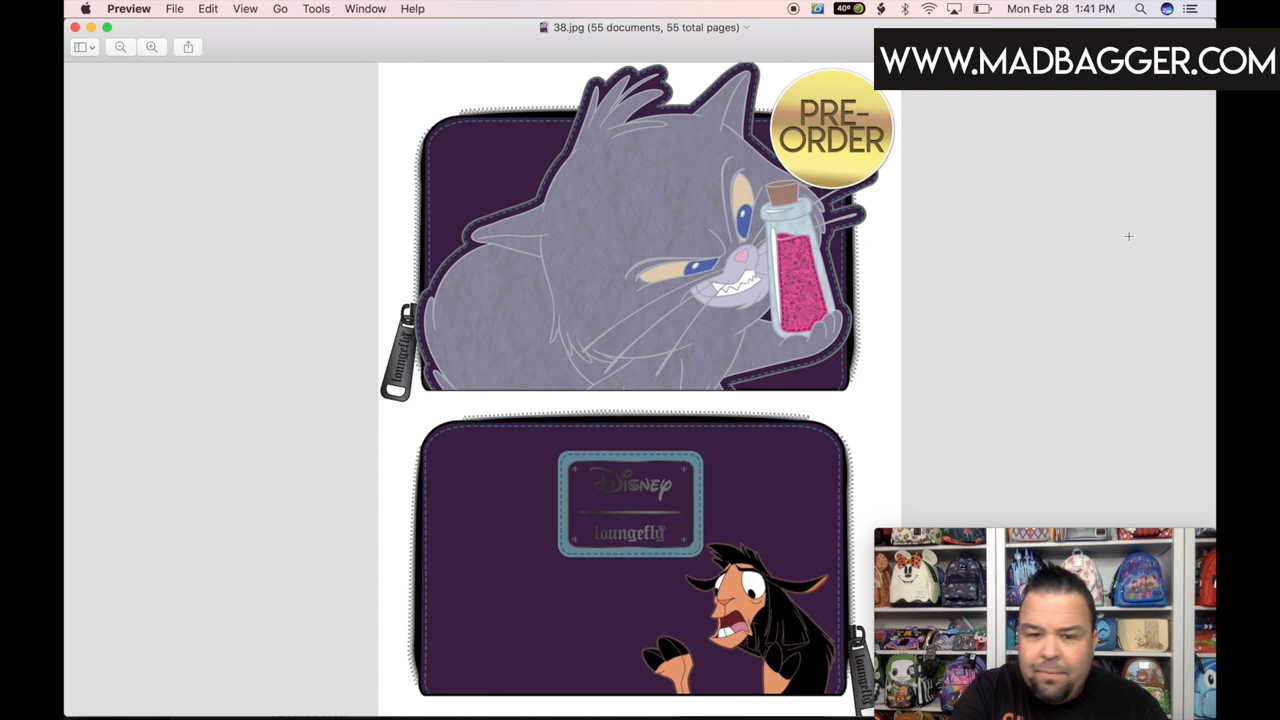 Preview File Edit View Go Tools Window Help
40°
Mon Feb 28 1:41 PM
38.jpg (55 documents, 55 total pages)
WWW.MADBAGGER.COM
PRE-
ORDER
loungefly
Disney
loungefly
loungefly